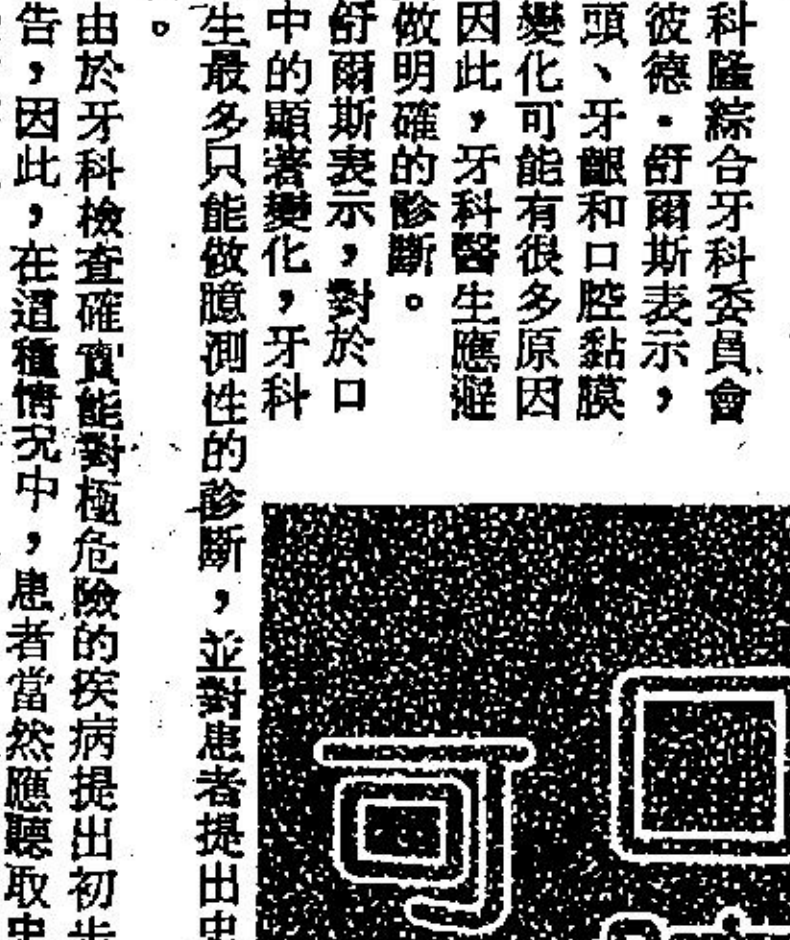 科隆綜合牙科委員會
彼德·舒爾斯表示,
頭、牙齦和口腔黏膜
變化可能有很多原因
因此,牙科醫生應避
做明確的診斷。
舒爾斯表示,對於口
中的顯著變化,牙科
生最多只能做臆測性的診斷,並對患者提出忠
。
由於牙科檢查確實能對極危險的疾病提出初步
告,因此,在這種情況中,患者當然應聽取忠
口
可